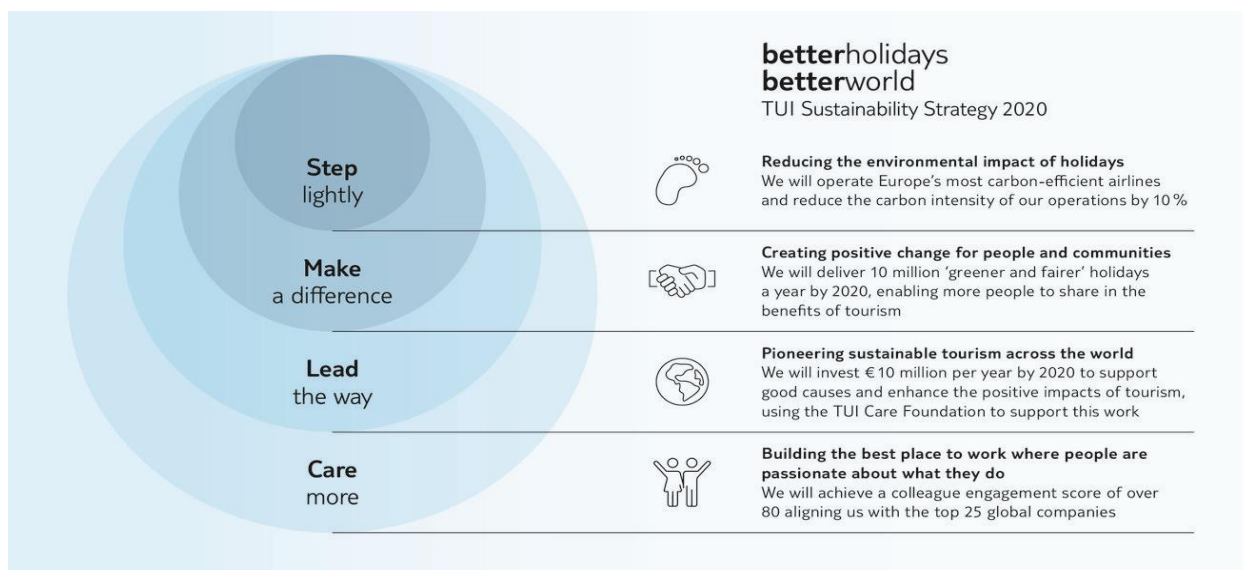 betterholidays
betterworld
TUI Sustainability Strategy 2020
Step
lightly
Reducing the environmental impact of holidays
We will operate Europe's most carbon-efficient airlines
and reduce the carbon intensity of our operations by 10 %
Make
a difference
Creating positive change for people and communities
We will deliver 10 million ‘greener and fairer’ holidays
a year by 2020, enabling more people to share in the
benefits of tourism
Lead
the way
Pioneering sustainable tourism across the world
We will invest € 10 million per year by 2020 to support
good causes and enhance the positive impacts of tourism,
using the TUI Care Foundation to support this work
Care
more
Building the best place to work where people are
passionate about what they do
We will achieve a colleague engagement score of over
80 aligning us with the top 25 global companies